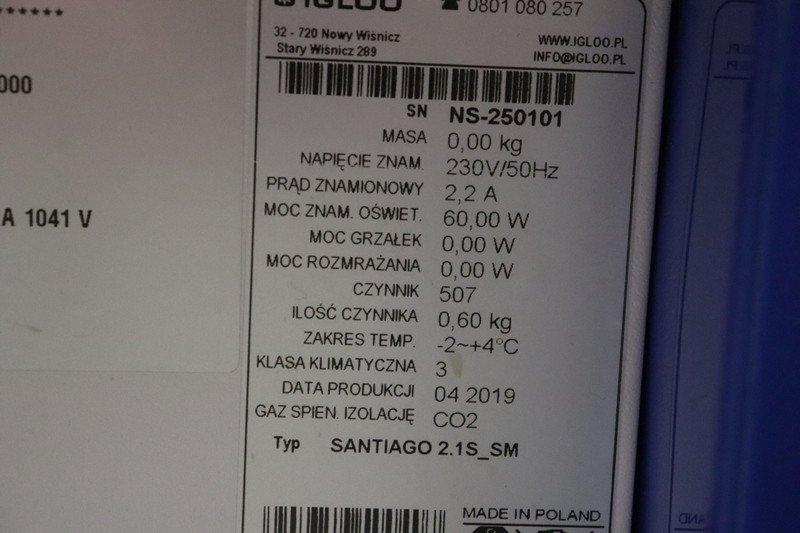 IGLOO
0801 080 257
32 - 720 Nowy Wiśnicz
Stary Wiśnicz 289
WWW.IGLOO.PL
INFO@IGLOO.PL
SN NS-250101
MASA 0,00 kg
NAPIĘCIE ZNAM. 230V/50Hz
PRĄD ZNAMIONOWY 2,2 A
MOC ZNAM. OŚWIET. 60,00 W
MOC GRZAŁEK 0,00 W
MOC ROZMRAŻANIA 0,00 W
CZYNNIK 507
ILOŚĆ CZYNNIKA 0,60 kg
ZAKRES TEMP. -2~+4°C
KLASA KLIMATYCZNA 3
DATA PRODUKCJI 04 2019
GAZ SPIEN. IZOLACJĘ CO2
Typ SANTIAGO 2.1S_SM
MADE IN POLAND
******
000
A 1041 V